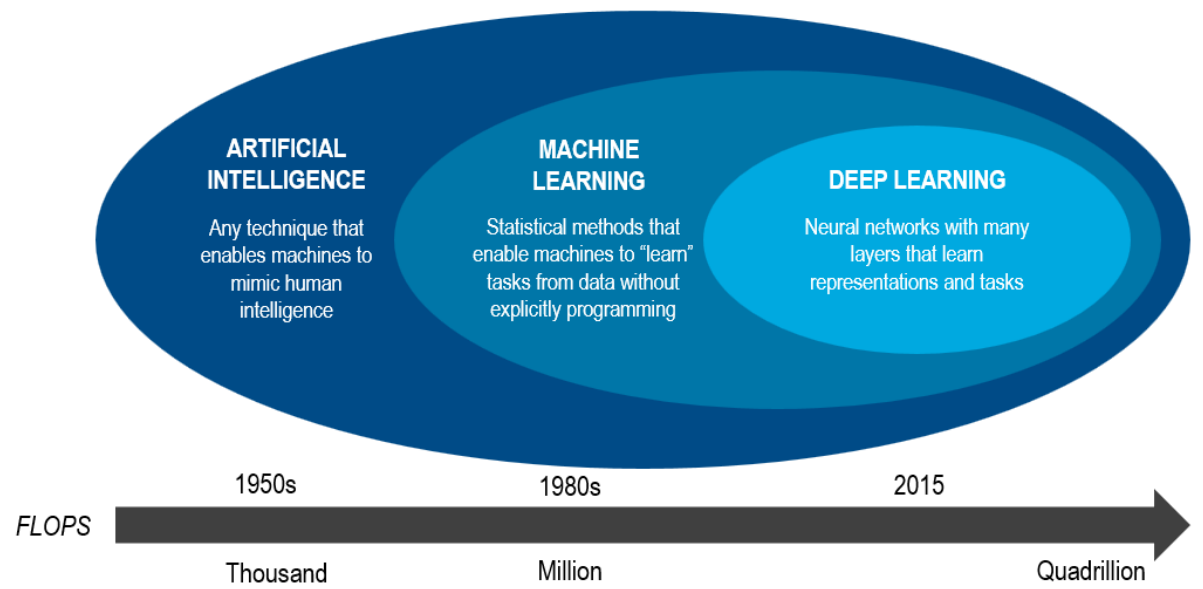 ARTIFICIAL
INTELLIGENCE
Any technique that
enables machines to
mimic human
intelligence
MACHINE
LEARNING
Statistical methods that
enable machines to “learn”
tasks from data without
explicitly programming
DEEP LEARNING
Neural networks with many
layers that learn
representations and tasks
1950s
1980s
2015
FLOPS
Thousand
Million
Quadrillion